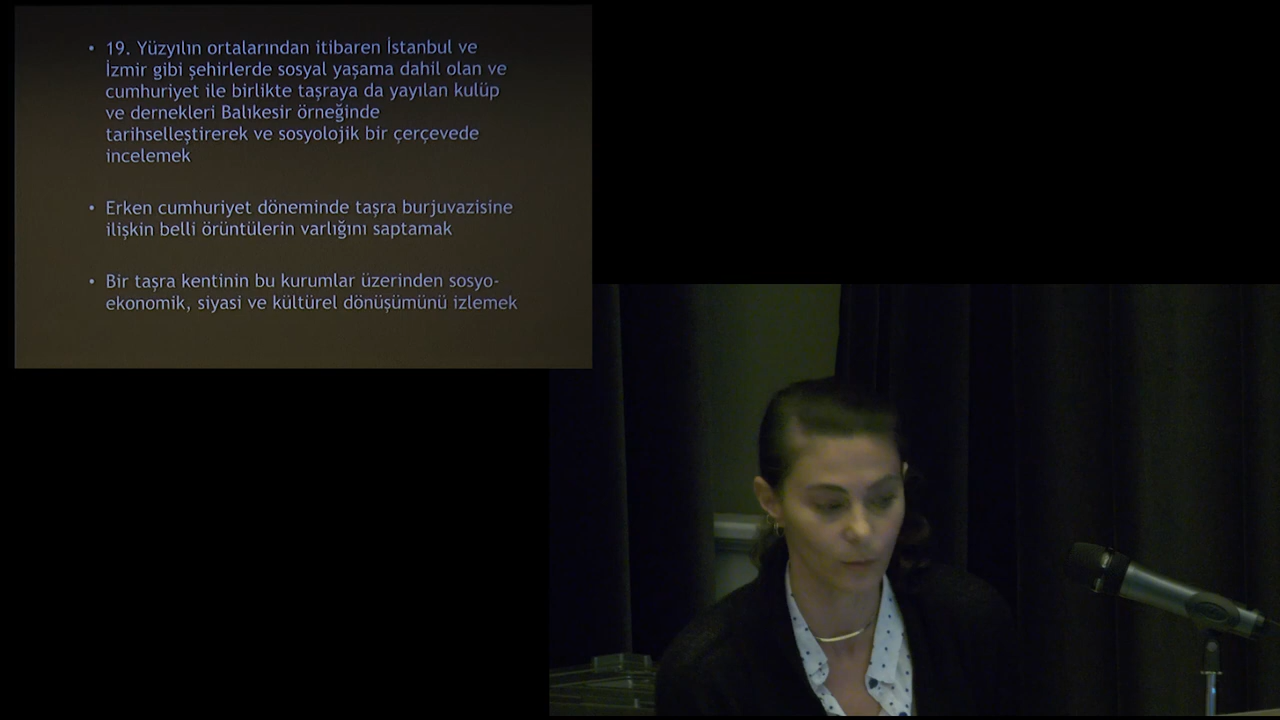 • 19. Yüzyılın ortalarından itibaren İstanbul ve
İzmir gibi şehirlerde sosyal yaşama dahil olan ve
cumhuriyet ile birlikte taşraya da yayılan kulüp
ve dernekleri Balıkesir örneğinde
tarihselleştirerek ve sosyolojik bir çerçevede
incelemek
• Erken cumhuriyet döneminde taşra burjuvazisine
ilişkin belli örüntülerin varlığını saptamak
• Bir taşra kentinin bu kurumlar üzerinden sosyo-
ekonomik, siyasi ve kültürel dönüşümünü izlemek